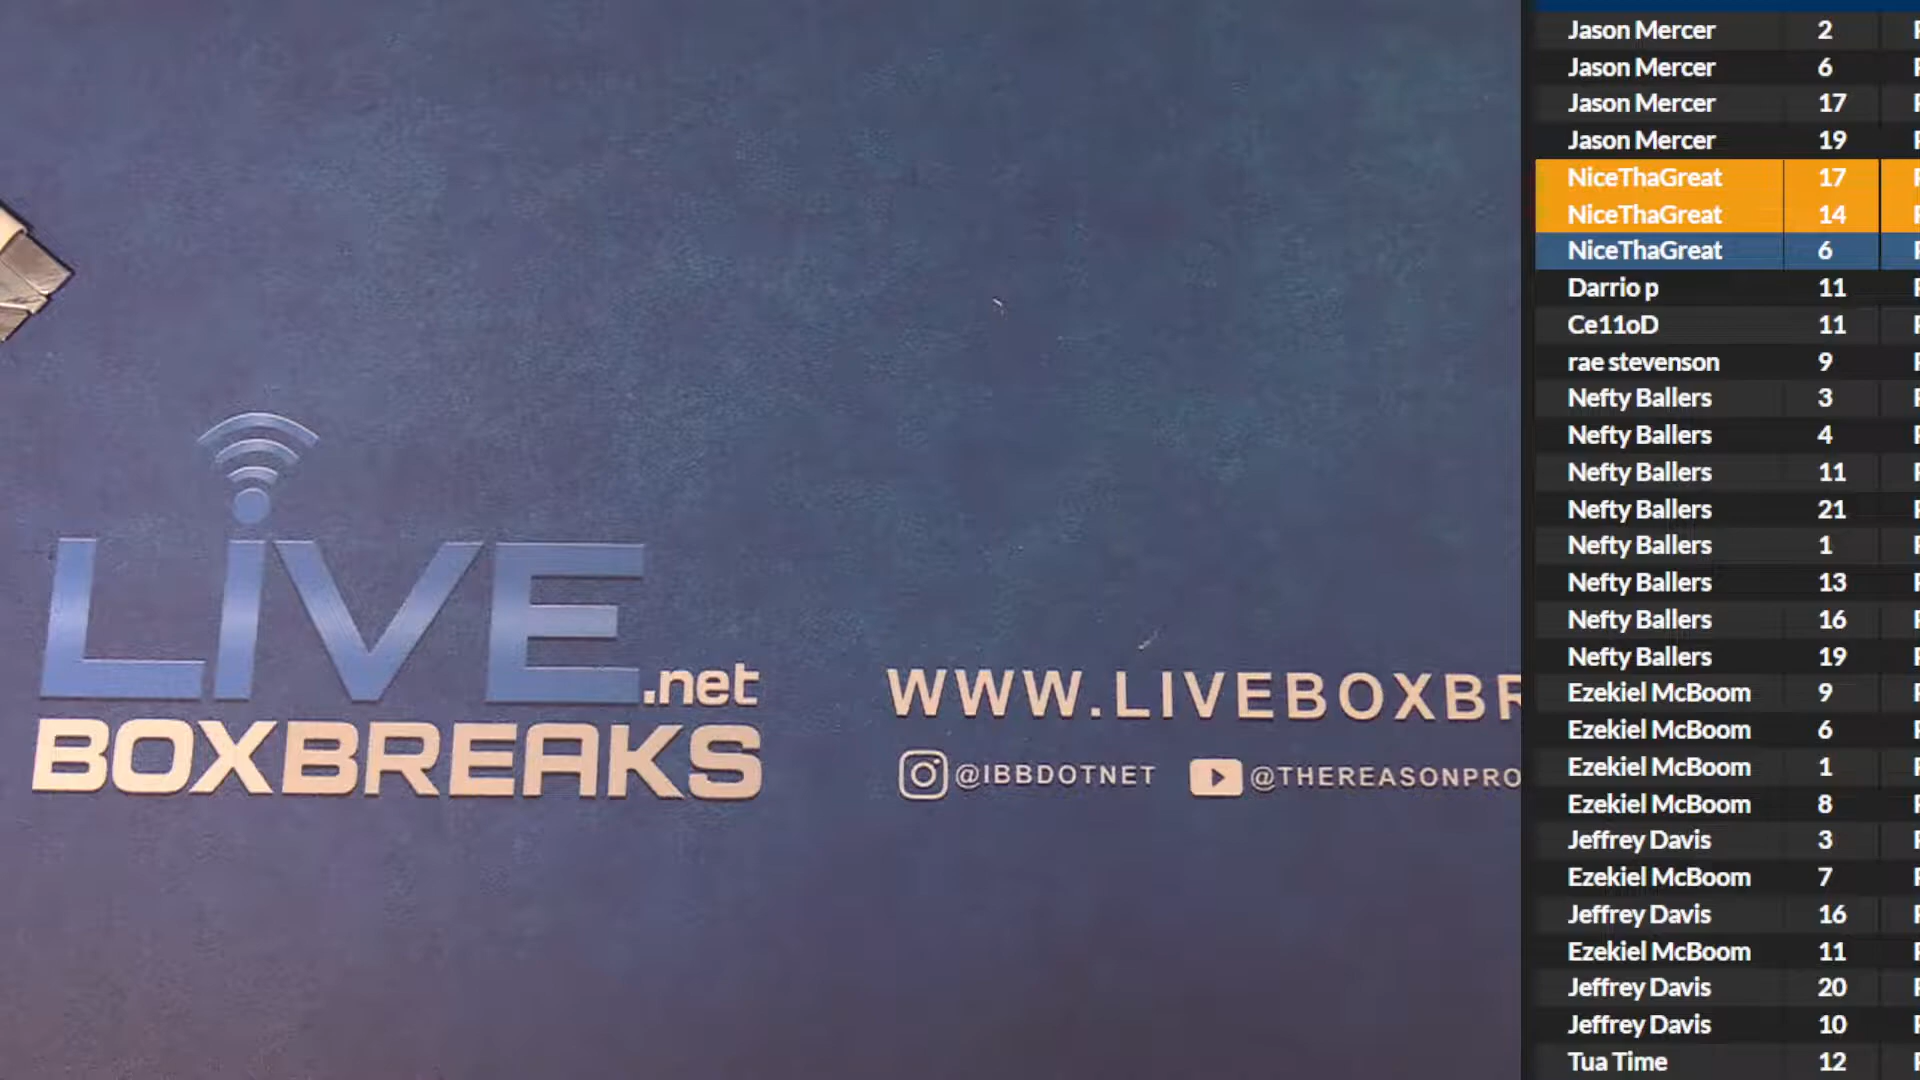 LIVE
.net
BOXBREAKS
WWW.LIVEBOXBR
@IBBDOTNET @THEREASONPRO
Jason Mercer 2
Jason Mercer 6
Jason Mercer 17
Jason Mercer 19
NiceThaGreat 17
NiceThaGreat 14
NiceThaGreat 6
Darrio p 11
Ce11oD 11
rae stevenson 9
Nefty Ballers 3
Nefty Ballers 4
Nefty Ballers 11
Nefty Ballers 21
Nefty Ballers 1
Nefty Ballers 13
Nefty Ballers 16
Nefty Ballers 19
Ezekiel McBoom 9
Ezekiel McBoom 6
Ezekiel McBoom 1
Ezekiel McBoom 8
Jeffrey Davis 3
Ezekiel McBoom 7
Jeffrey Davis 16
Ezekiel McBoom 11
Jeffrey Davis 20
Jeffrey Davis 10
Tua Time 12